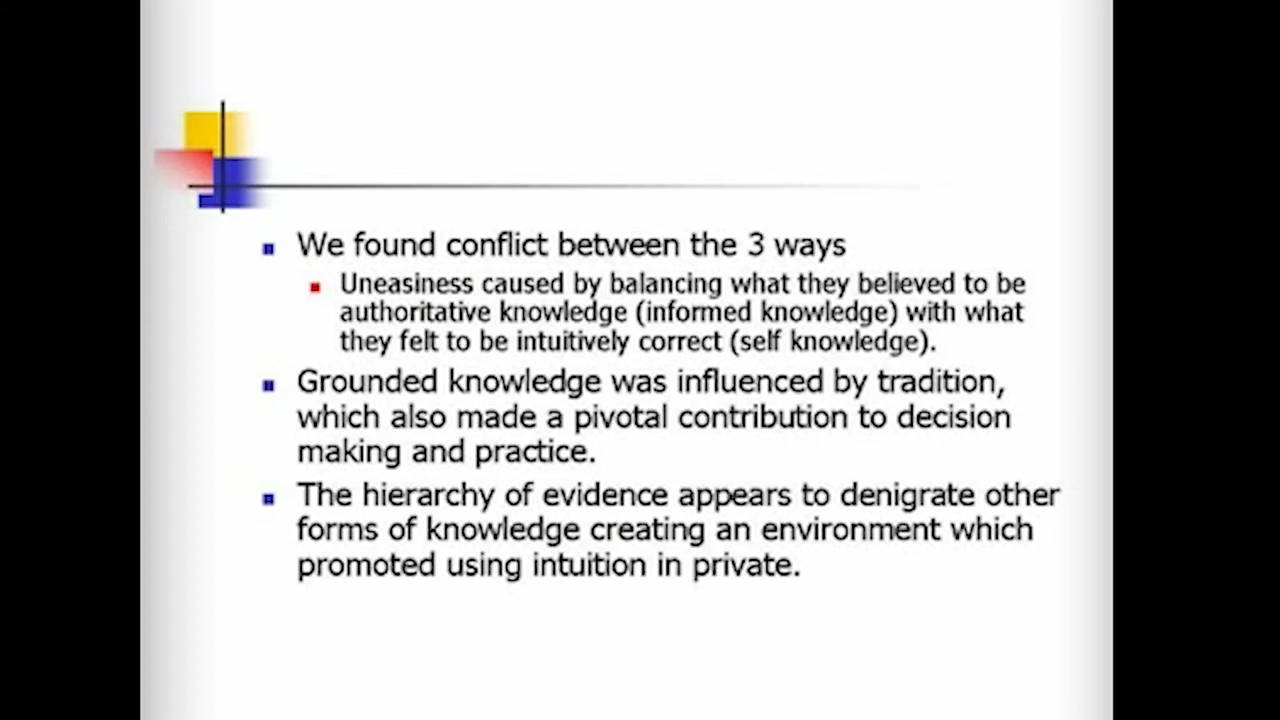 We found conflict between the 3 ways
Uneasiness caused by balancing what they believed to be
authoritative knowledge (informed knowledge) with what
they felt to be intuitively correct (self knowledge).
Grounded knowledge was influenced by tradition,
which also made a pivotal contribution to decision
making and practice.
The hierarchy of evidence appears to denigrate other
forms of knowledge creating an environment which
promoted using intuition in private.